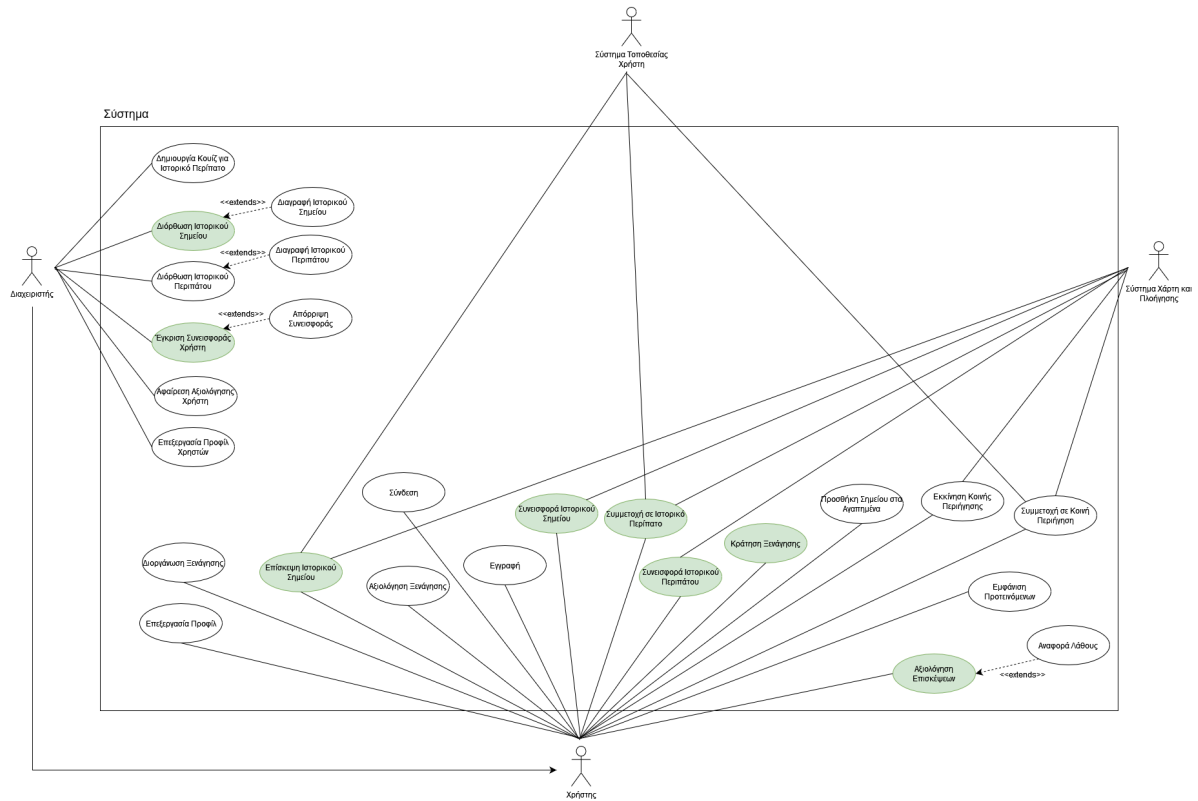 Σύστημα Τοποθεσίας
Χρήστη
Σύστημα
Δημιουργία Κουίζ για
Ιστορικό Περίπατο
<<extends>>
Διαγραφή Ιστορικού
Σημείου
Διόρθωση Ιστορικού
Σημείου
<<extends>>
Διαγραφή Ιστορικού
Περιπάτου
Διόρθωση Ιστορικού
Περιπάτου
Διαχειριστής
Σύστημα Χάρτη και
Πλοήγησης
<<extends>>
Απόρριψη
Συνεισφοράς
Έγκριση Συνεισφοράς
Χρήστη
Αφαίρεση Αξιολόγησης
Χρήστη
Επεξεργασία Προφίλ
Χρηστών
Σύνδεση
Συνεισφορά Ιστορικού
Σημείου
Συμμετοχή σε Ιστορικό
Περίπατο
Προσθήκη Σημείου στα
Αγαπημένα
Εκκίνηση Κοινής
Περιήγησης
Συμμετοχή σε Κοινή
Περιήγηση
Κράτηση Ξενάγησης
Διοργάνωση Ξενάγησης
Επίσκεψη Ιστορικού
Σημείου
Αξιολόγηση Ξενάγησης
Εγγραφή
Συνεισφορά Ιστορικού
Περιπάτου
Εμφάνιση
Προτεινόμενων
Επεξεργασία Προφίλ
Αναφορά Λάθους
Αξιολόγηση
Επισκέψεων
<<extends>>
Χρήστης